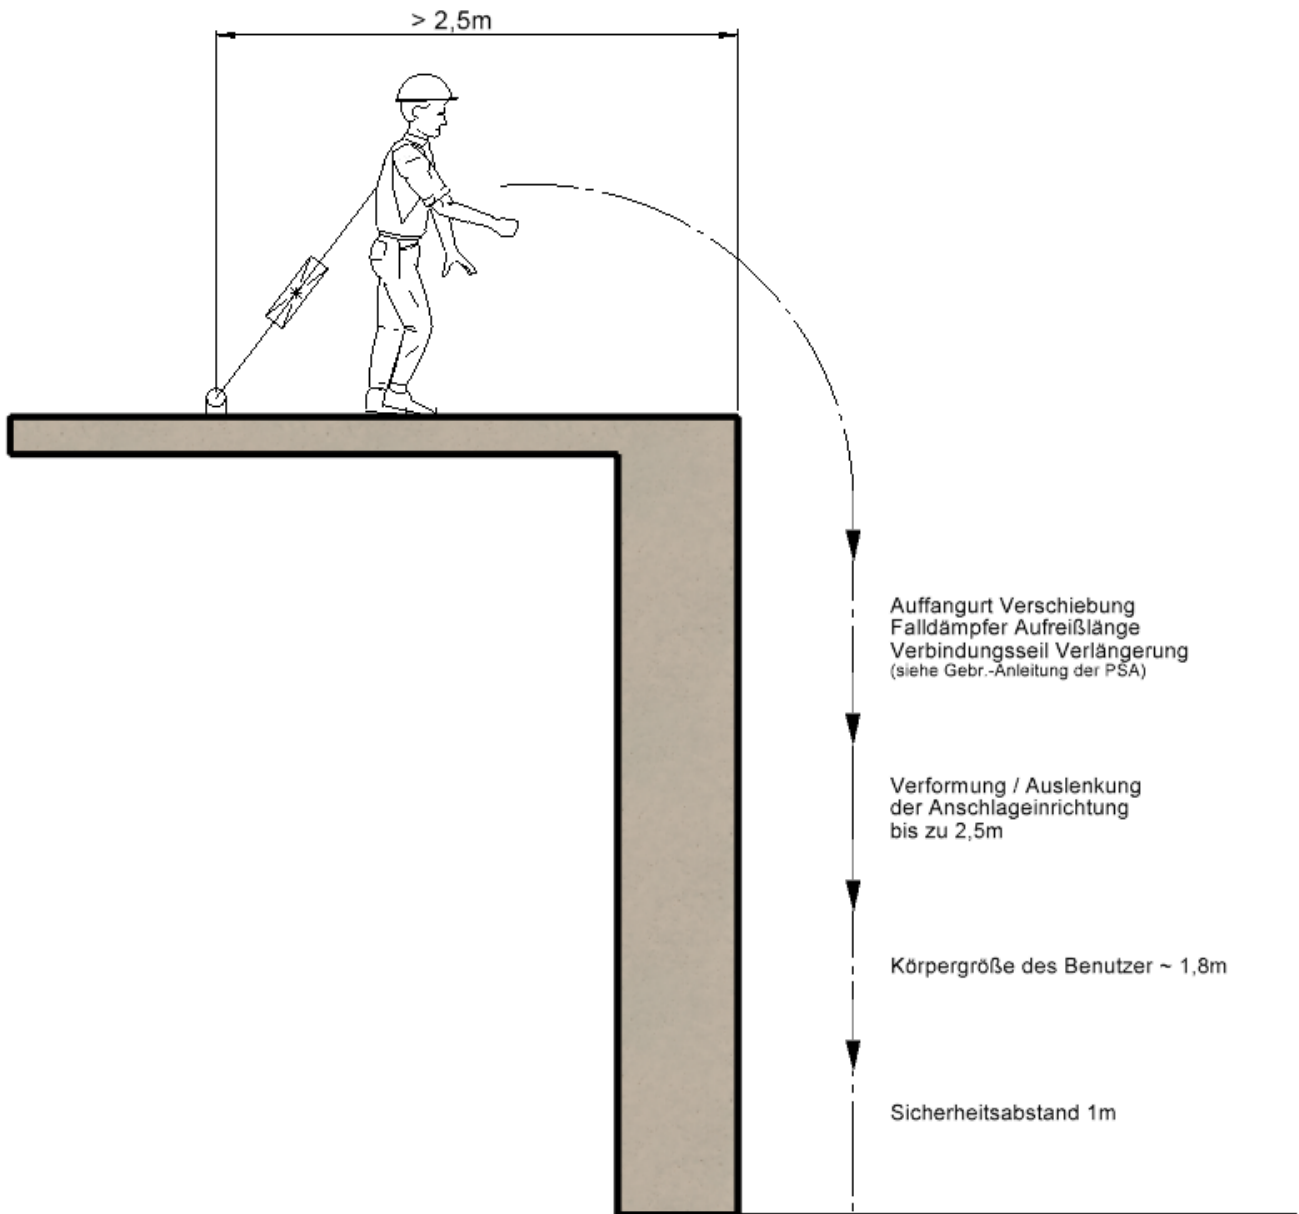 > 2,5m
Auffangurt Verschiebung
Falldämpfer Aufreißlänge
Verbindungsseil Verlängerung
(siehe Gebr.-Anleitung der PSA)
Verformung / Auslenkung
der Anschlageinrichtung
bis zu 2,5m
Körpergröße des Benutzer ~ 1,8m
Sicherheitsabstand 1m